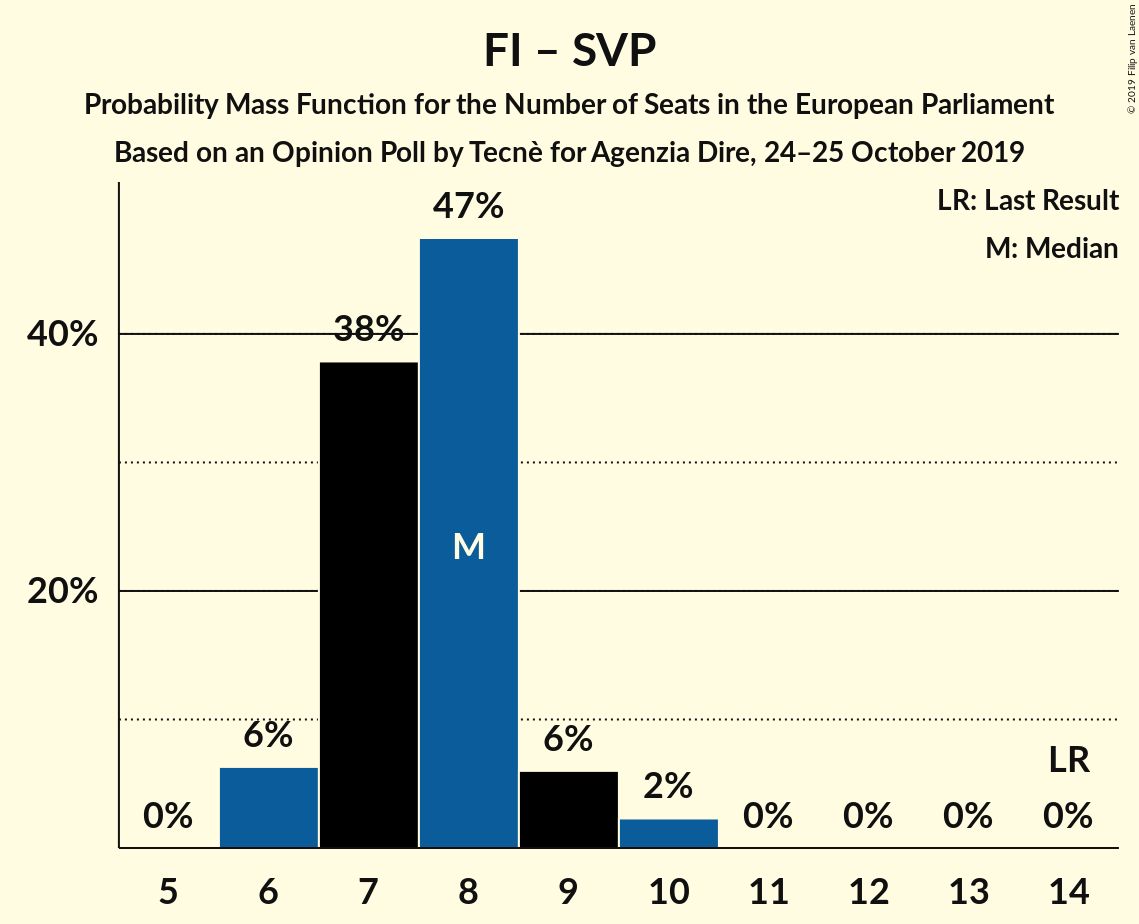 FI – SVP
Probability Mass Function for the Number of Seats in the European Parliament
Based on an Opinion Poll by Tecnè for Agenzia Dire, 24–25 October 2019
© 2019 Filip van Laenen
LR: Last Result
M: Median
47%
40%
38%
M
20%
6%
6%
2%
LR
0%
0%
0%
0%
0%
5
6
7
8
9
10
11
12
13
14